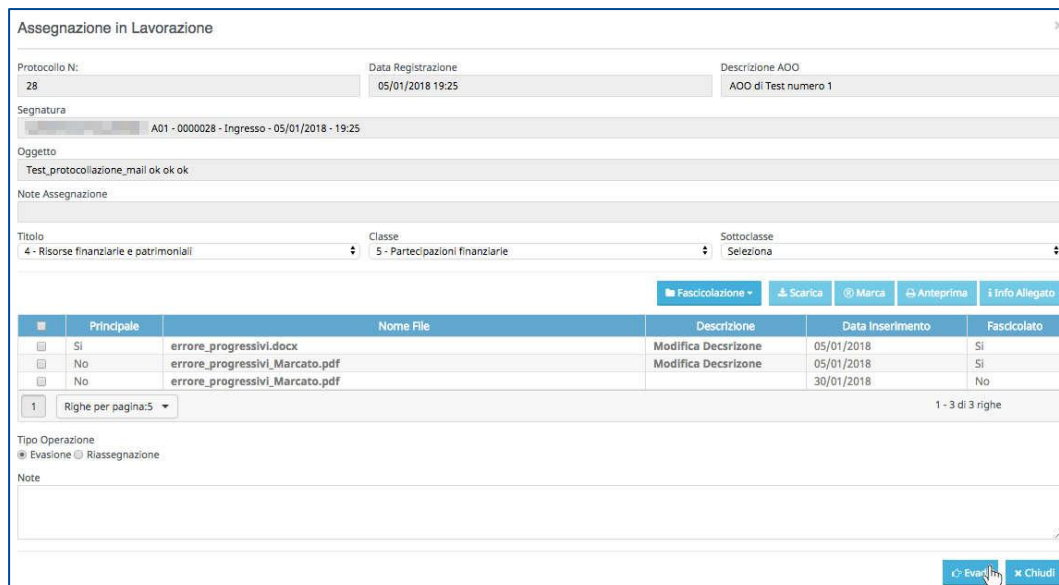 Assegnazione in Lavorazione
Protocollo N: Data Registrazione Descrizione AOO
28 05/01/2018 19:25 AOO di Test numero 1
Segnatura
A01 - 0000028 - Ingresso - 05/01/2018 - 19:25
Oggetto
Test_protocollazione_mail ok ok ok
Note Assegnazione
Titolo Classe Sottoclasse
4 - Risorse finanziarie e patrimoniali 5 - Partecipazioni finanziarie Seleziona
Fascicolazione Scarica Marca Anteprima Info Allegato
Principale Nome File Descrizione Data Inserimento Fascicolato
Si errore_progressivi.docx Modifica Decsrizone 05/01/2018 Si
No errore_progressivi_Marcato.pdf Modifica Decsrizone 05/01/2018 Si
No errore_progressivi_Marcato.pdf 30/01/2018 No
1 Righe per pagina:5 1 - 3 di 3 righe
Tipo Operazione
Evasione Riassegnazione
Note
Chiudi